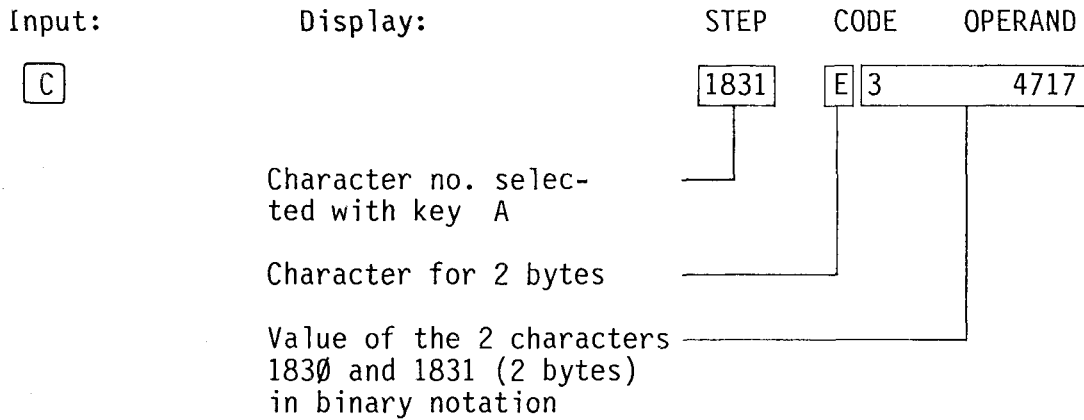 Input: Display: STEP CODE OPERAND
C 1831 E 3 4717
Character no. selec-
ted with key A
Character for 2 bytes
Value of the 2 characters
183Ø and 1831 (2 bytes)
in binary notation